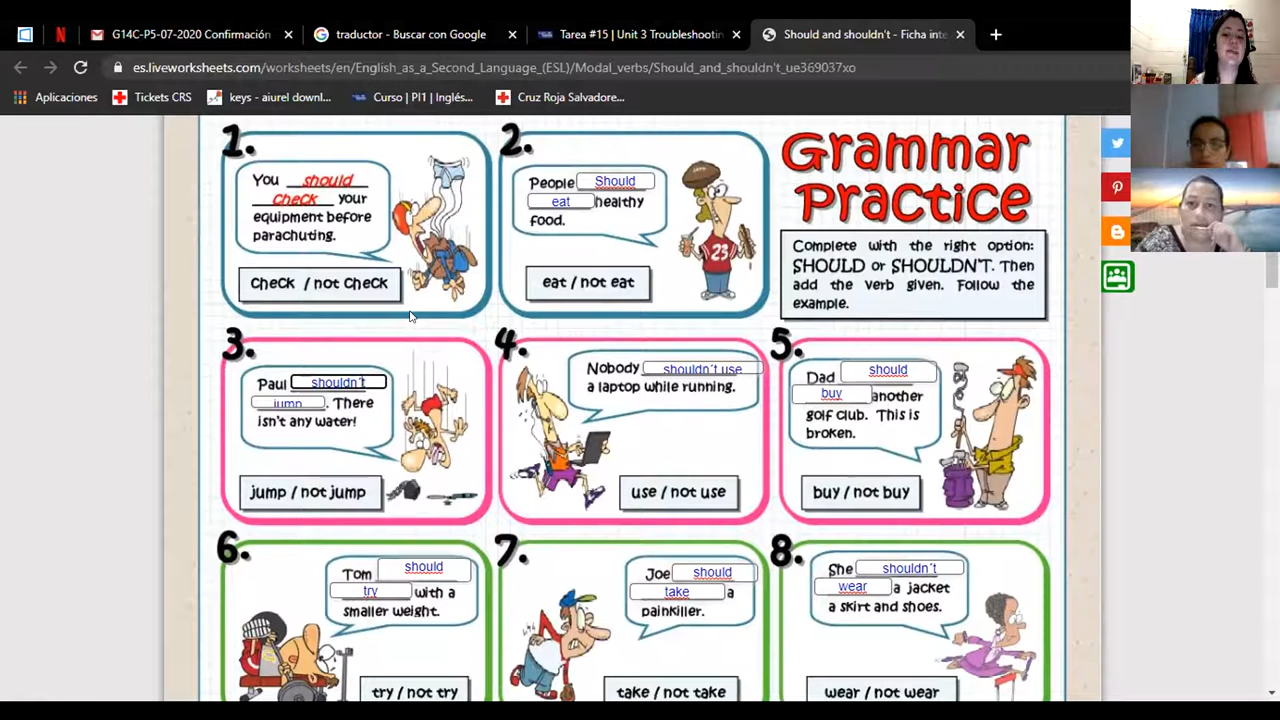 G14C-P5-07-2020 Confirmación
traductor - Buscar con Google
Tarea #15 | Unit 3 Troubleshootin
Should and shouldn't - Ficha inte
es.liveworksheets.com/worksheets/en/English_as_a_Second_Language_(ESL)/Modal_verbs/Should_and_shouldn't_ue369037xo
Aplicaciones
Tickets CRS
keys - aiurel downl...
Curso | PI1 | Inglés...
Cruz Roja Salvadore...
1.
You should
check your
equipment before
parachuting.
check / not check
2.
People Should
eat healthy
food.
23
eat / not eat
Grammar
Practice
Complete with the right option:
SHOULD or SHOULDN'T. Then
add the verb given. Follow the
example.
3.
Paul shouldn´t
jump . There
isn't any water!
jump / not jump
4.
Nobody shouldn´t use
a laptop while running.
use / not use
5.
Dad should
buy another
golf club. This is
broken.
buy / not buy
6.
Tom should
try with a
smaller weight.
try / not try
7.
Joe should
take a
painkiller.
take / not take
8.
She shouldn´t
wear a jacket
a skirt and shoes.
wear / not wear